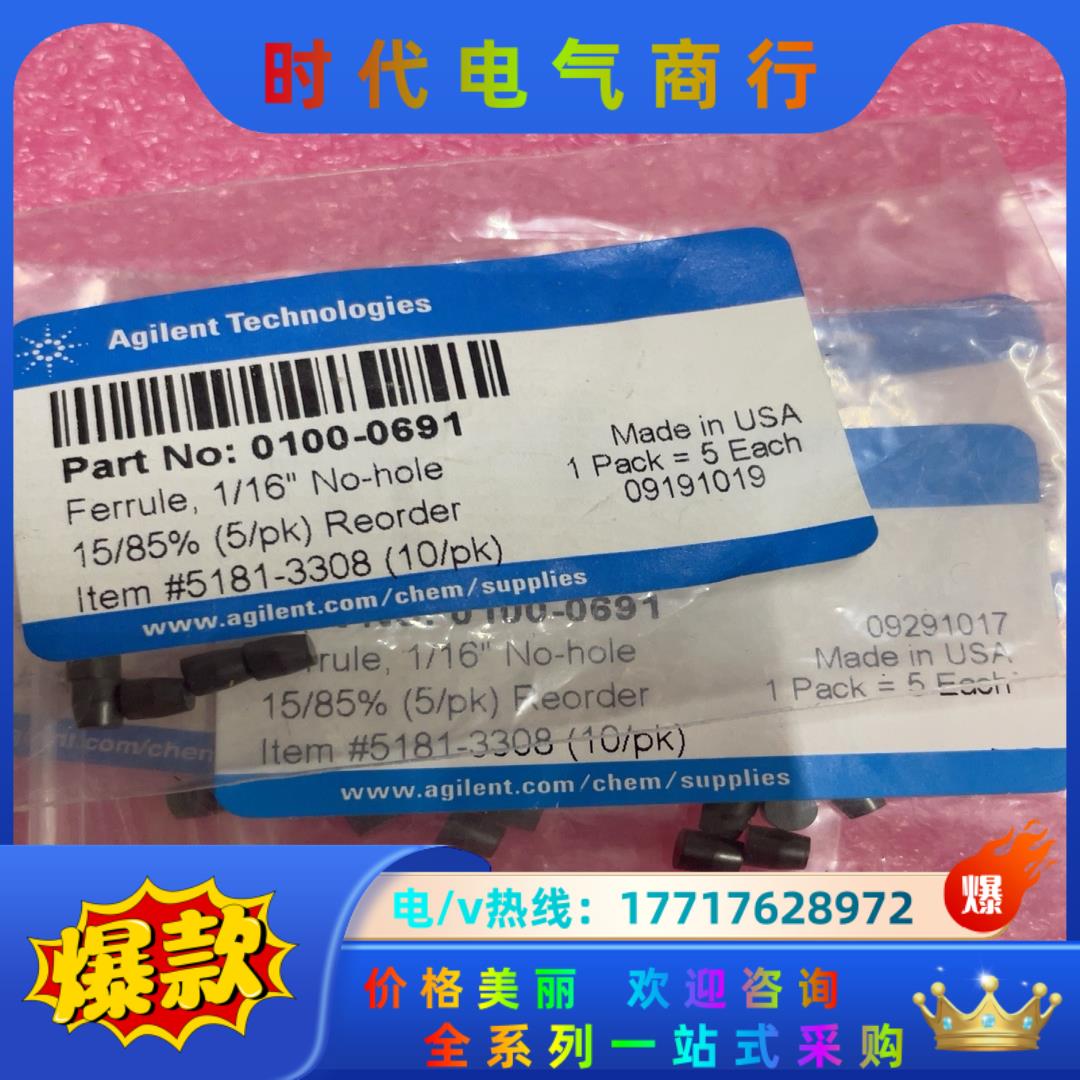 时代电气商行
Agilent Technologies
Part No: 0100-0691
Ferrule, 1/16" No-hole
15/85% (5/pk) Reorder
Item #5181-3308 (10/pk)
Made in USA
1 Pack = 5 Each
09191019
www.agilent.com/chem/supplies
0100-0691
rrule, 1/16" No-hole
15/85% (5/pk) Reorder
Item #5181-3308 (10/pk)
09291017
Made in USA
1 Pack = 5 Each
www.agilent.com/chem/supplies
nt.com/chem
电/v热线：17717628972
爆
爆款
价格美丽 欢迎咨询
全系列一站式采购